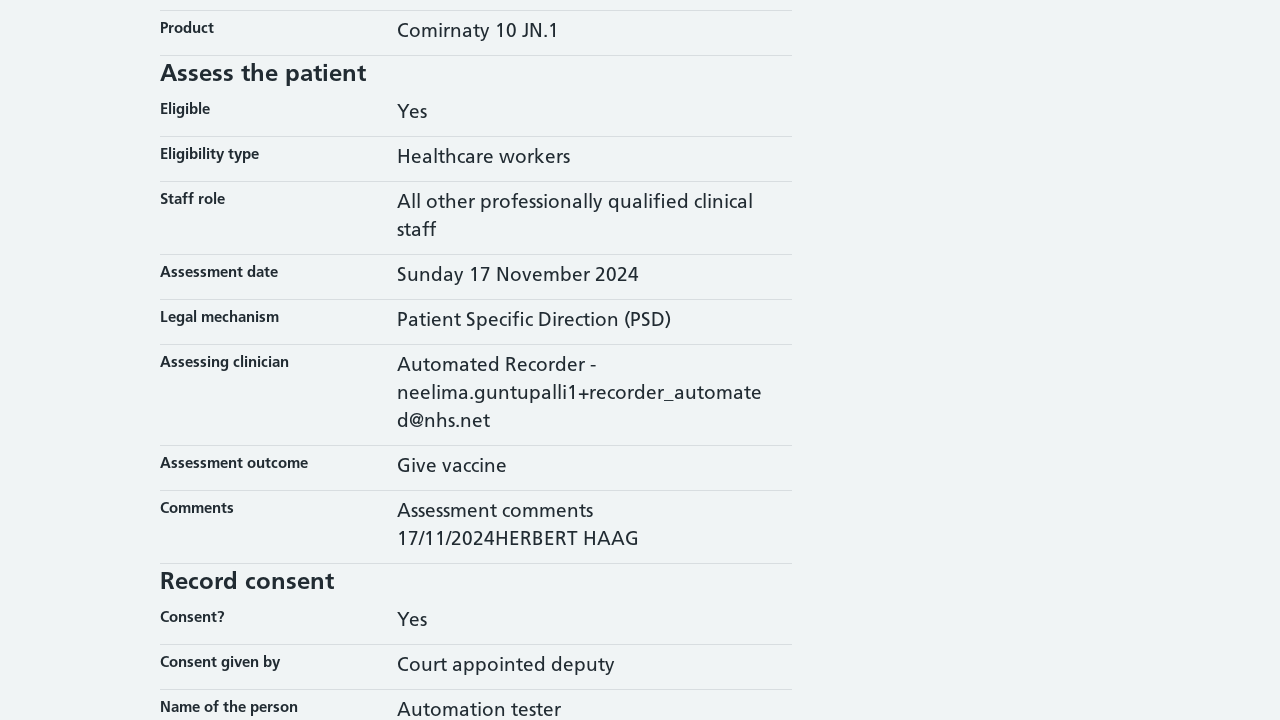 Product Comirnaty 10 JN.1
Assess the patient
Eligible Yes
Eligibility type Healthcare workers
Staff role All other professionally qualified clinical
staff
Assessment date Sunday 17 November 2024
Legal mechanism Patient Specific Direction (PSD)
Assessing clinician Automated Recorder -
neelima.guntupalli1+recorder_automate
d@nhs.net
Assessment outcome Give vaccine
Comments Assessment comments
17/11/2024HERBERT HAAG
Record consent
Consent? Yes
Consent given by Court appointed deputy
Name of the person Automation tester